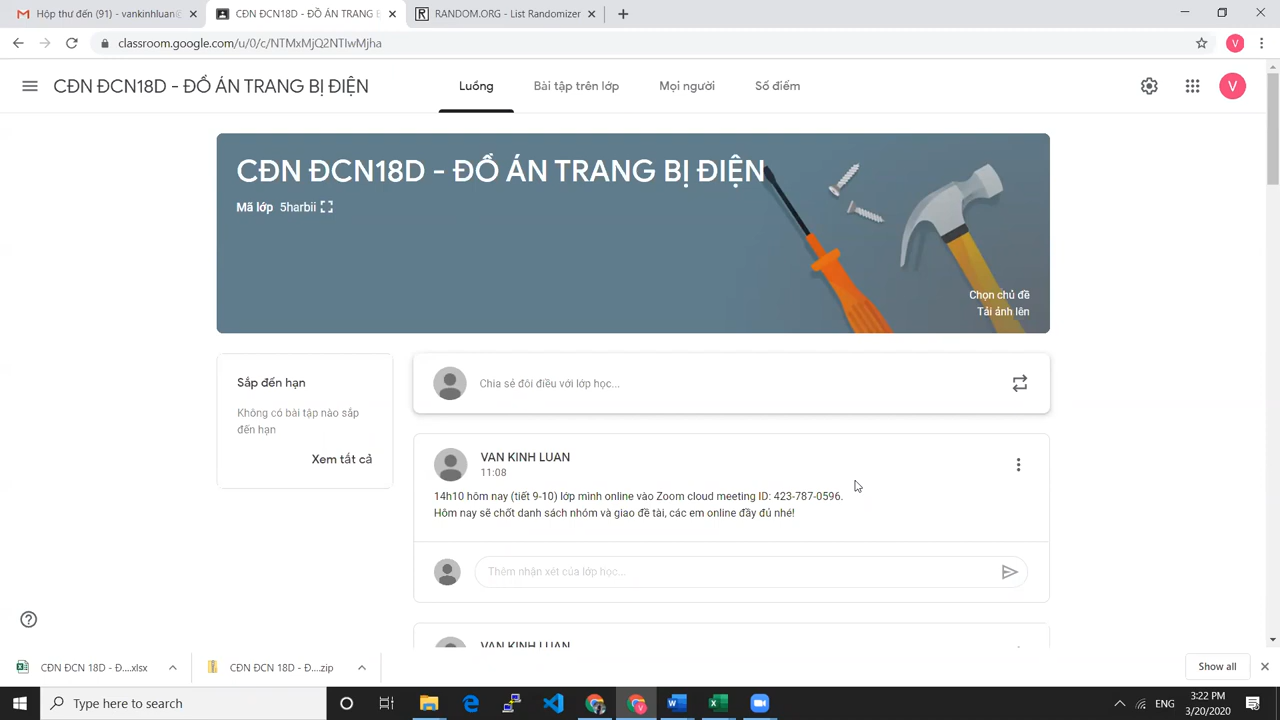 Hộp thư đến (91) - vankinhluan@
CĐN ĐCN18D - ĐỒ ÁN TRANG BỊ Đ
RANDOM.ORG - List Randomizer
classroom.google.com/u/0/c/NTMxMjQ2NTIwMjha
V
CĐN ĐCN18D - ĐỒ ÁN TRANG BỊ ĐIỆN
Luồng
Bài tập trên lớp
Mọi người
Số điểm
V
CĐN ĐCN18D - ĐỒ ÁN TRANG BỊ ĐIỆN
Mã lớp 5harbii
Chọn chủ đề
Tải ảnh lên
Sắp đến hạn
Không có bài tập nào sắp
đến hạn
Xem tất cả
Chia sẻ đôi điều với lớp học...
VAN KINH LUAN
11:08
14h10 hôm nay (tiết 9-10) lớp mình online vào Zoom cloud meeting ID: 423-787-0596.
Hôm nay sẽ chốt danh sách nhóm và giao đề tài, các em online đầy đủ nhé!
Thêm nhận xét của lớp học...
VAN KINH LUAN
CĐN ĐCN 18D - Đ....xlsx
CĐN ĐCN 18D - Đ....zip
Show all
Type here to search
ENG
3:22 PM
3/20/2020